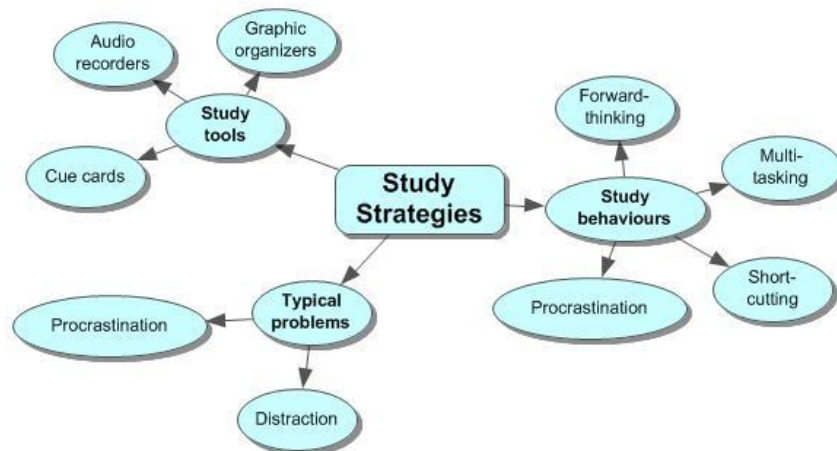 Graphic
organizers
Audio
recorders
Study
tools
Cue cards
Study
Strategies
Forward-
thinking
Multi-
tasking
Study
behaviours
Short-
cutting
Procrastination
Typical
problems
Procrastination
Distraction